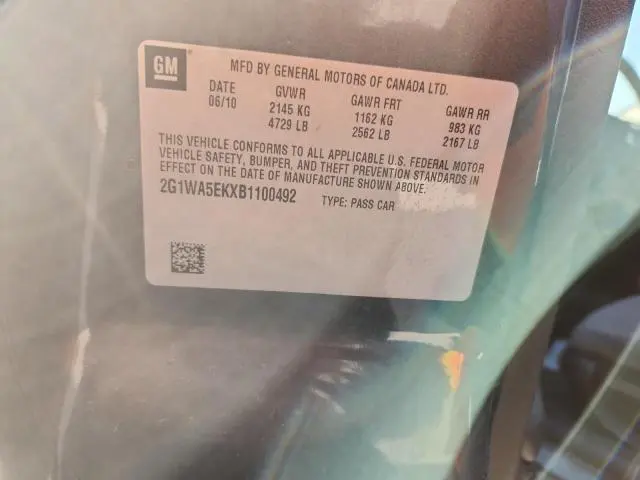 GM
MFD BY GENERAL MOTORS OF CANADA LTD.
DATE GVWR GAWR FRT GAWR RR
06/10 2145 KG 1162 KG 983 KG
4729 LB 2562 LB 2167 LB
THIS VEHICLE CONFORMS TO ALL APPLICABLE U.S. FEDERAL MOTOR
VEHICLE SAFETY, BUMPER, AND THEFT PREVENTION STANDARDS IN
EFFECT ON THE DATE OF MANUFACTURE SHOWN ABOVE.
2G1WA5EKXB1100492 TYPE: PASS CAR